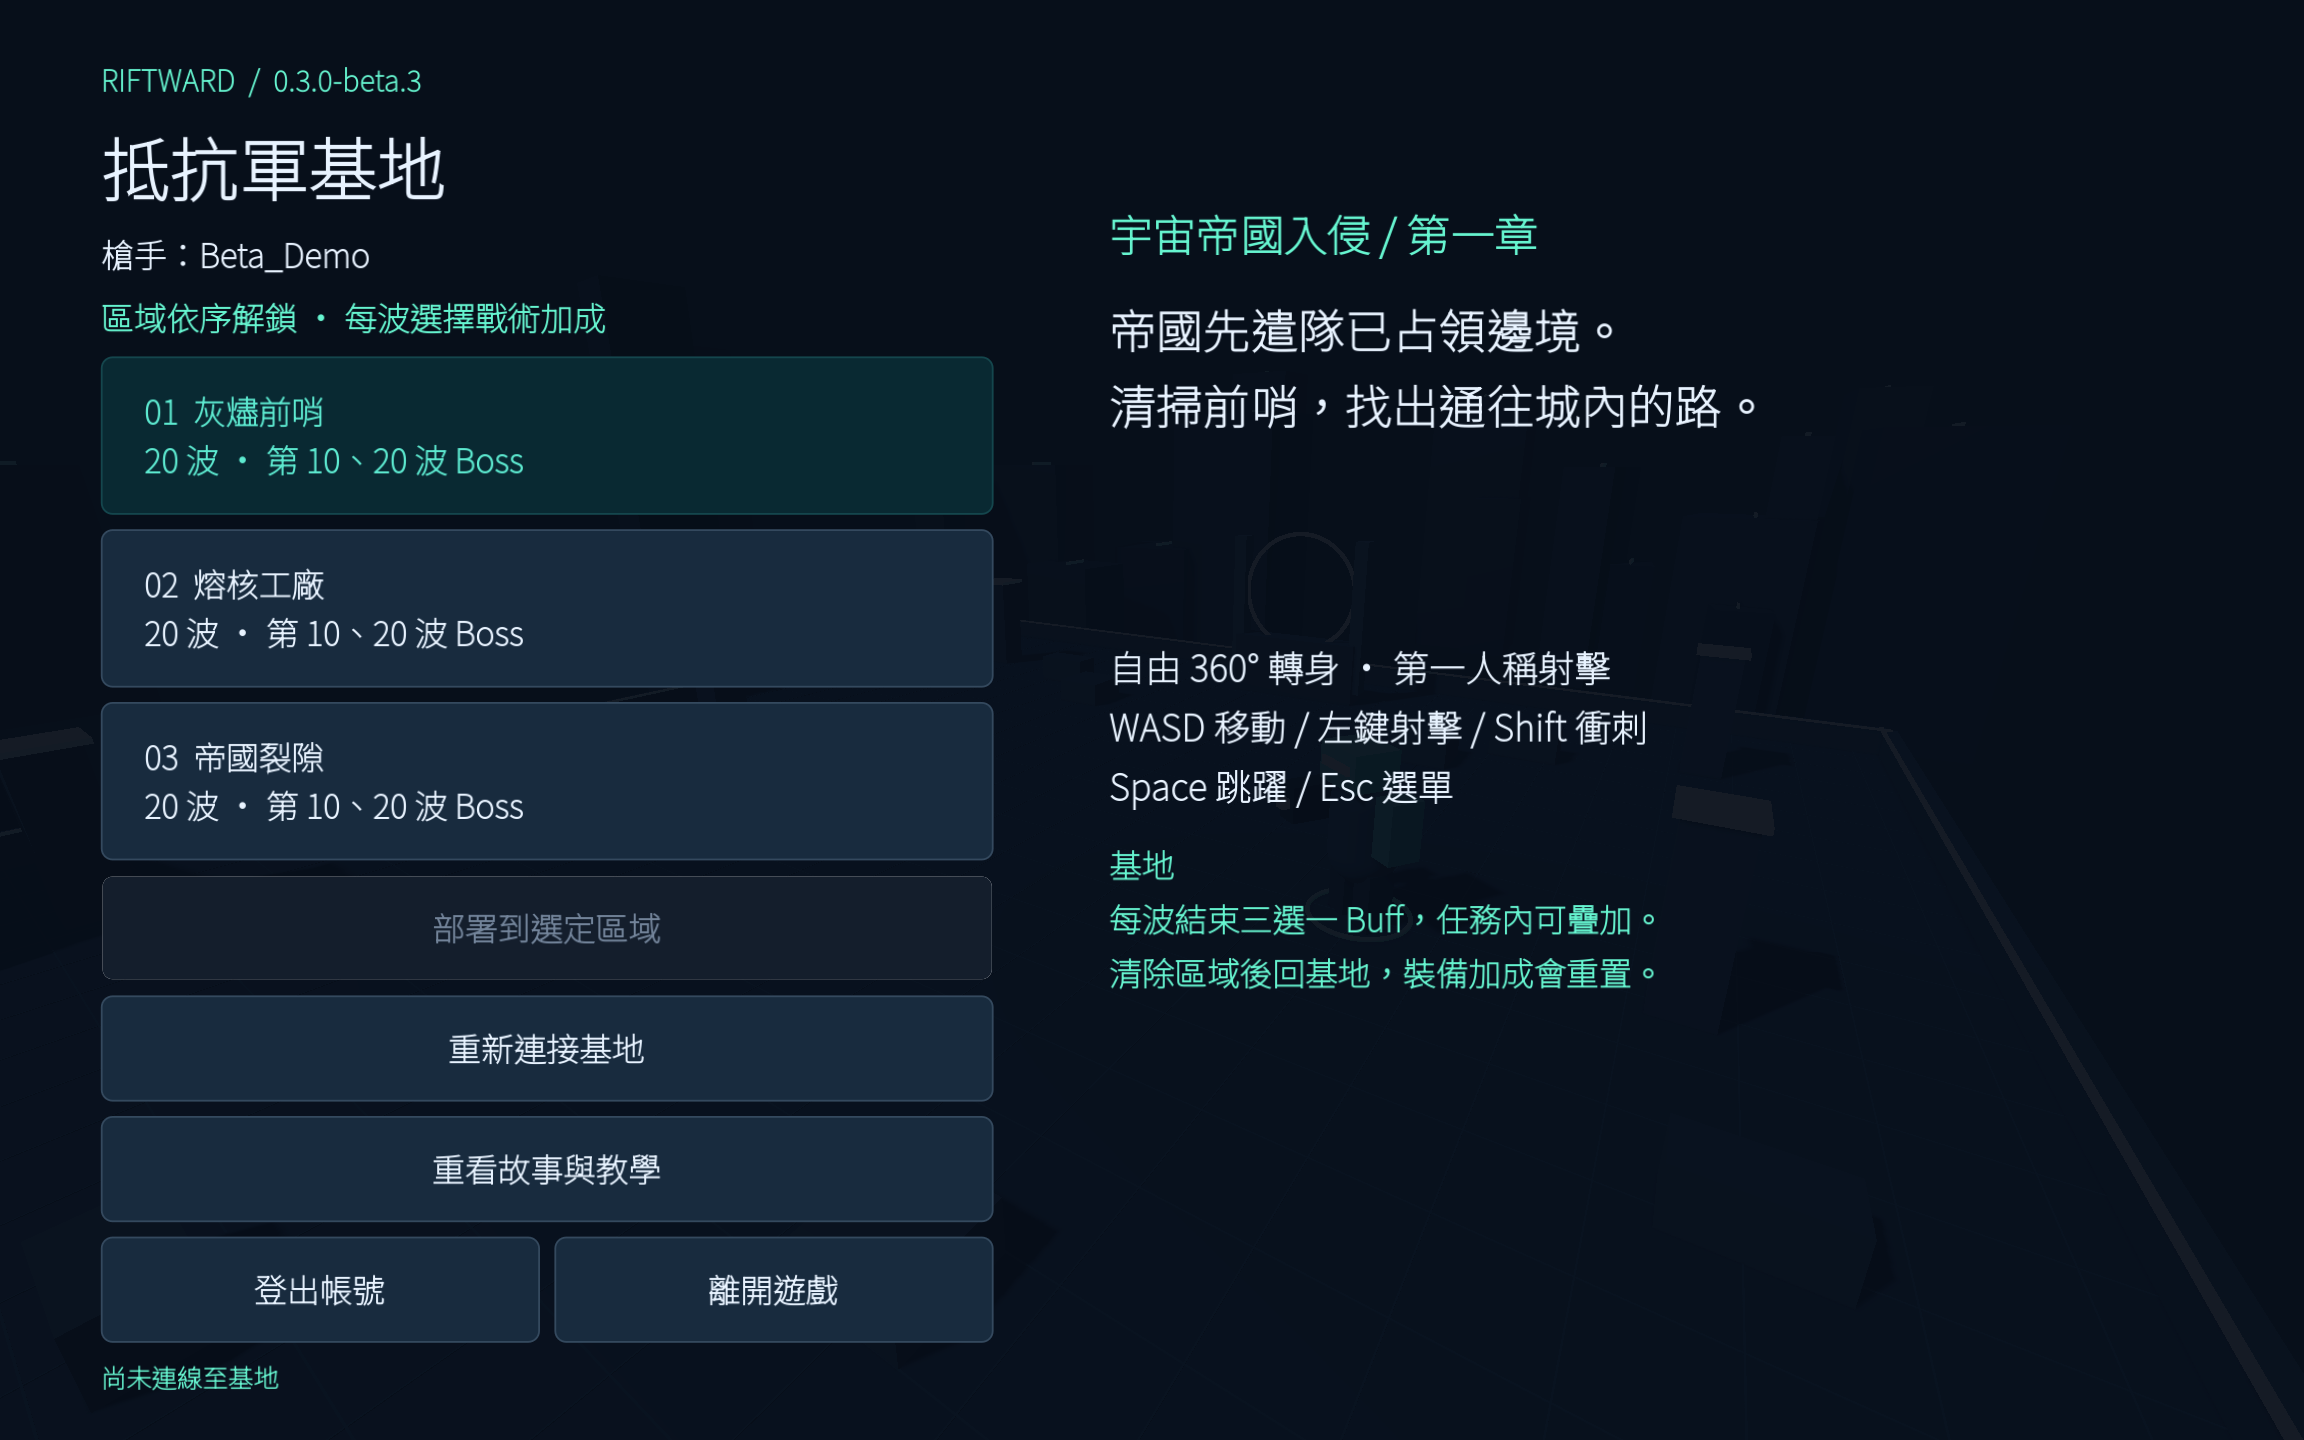 RIFTWARD / 0.3.0-beta.3
抵抗軍基地
槍手：Beta_Demo
區域依序解鎖 · 每波選擇戰術加成
01 灰燼前哨
20 波 · 第 10、20 波 Boss
02 熔核工廠
20 波 · 第 10、20 波 Boss
03 帝國裂隙
20 波 · 第 10、20 波 Boss
部署到選定區域
重新連接基地
重看故事與教學
登出帳號
離開遊戲
尚未連線至基地
宇宙帝國入侵 / 第一章
帝國先遣隊已占領邊境。
清掃前哨，找出通往城內的路。
自由 360° 轉身 · 第一人稱射擊
WASD 移動 / 左鍵射擊 / Shift 衝刺
Space 跳躍 / Esc 選單
基地
每波結束三選一 Buff，任務內可疊加。
清除區域後回基地，裝備加成會重置。